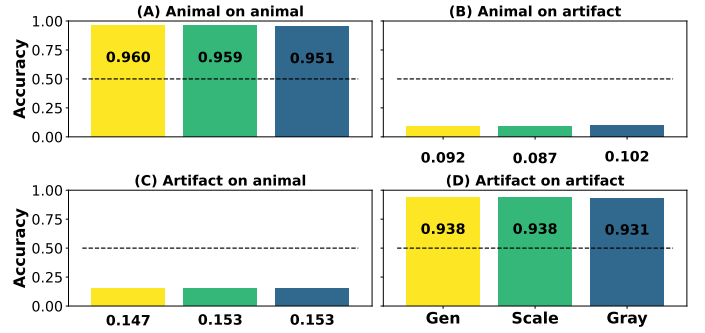 (A) Animal on animal
(B) Animal on artifact
Accuracy
1.00
0.75
0.50
0.25
0.00
0.960
0.959
0.951
0.092
0.087
0.102
(C) Artifact on animal
(D) Artifact on artifact
Accuracy
1.00
0.75
0.50
0.25
0.00
0.147
0.153
0.153
0.938
0.938
0.931
Gen
Scale
Gray